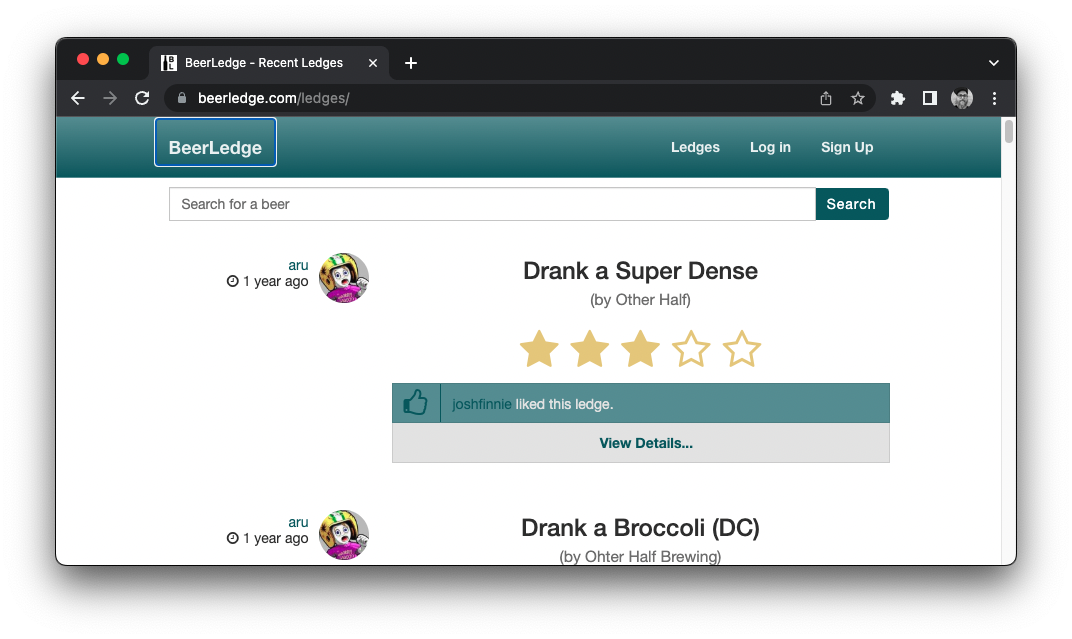 BeerLedge - Recent Ledges
beerledge.com/ledges/
BeerLedge
Ledges
Log in
Sign Up
Search for a beer
Search
aru
1 year ago
Drank a Super Dense
(by Other Half)
joshfinnie liked this ledge.
View Details...
aru
1 year ago
Drank a Broccoli (DC)
(by Ohter Half Brewing)